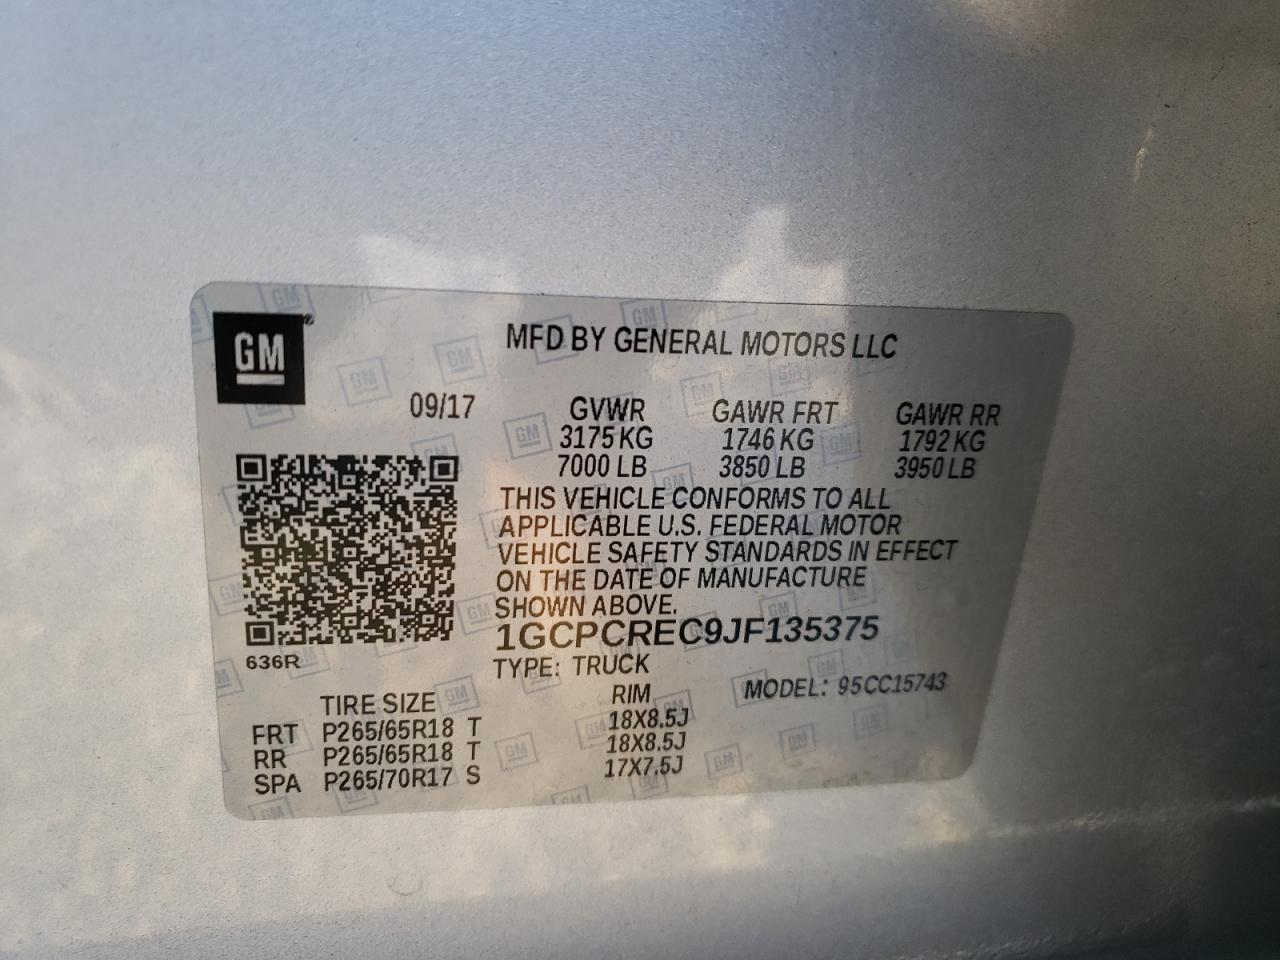 GM
MFD BY GENERAL MOTORS LLC
09/17
GVWR GAWR FRT GAWR RR
3175 KG 1746 KG 1792 KG
7000 LB 3850 LB 3950 LB
THIS VEHICLE CONFORMS TO ALL
APPLICABLE U.S. FEDERAL MOTOR
VEHICLE SAFETY STANDARDS IN EFFECT
ON THE DATE OF MANUFACTURE
SHOWN ABOVE.
1GCPCREC9JF135375
636R
TYPE: TRUCK
MODEL: 95CC15743
TIRE SIZE RIM
FRT P265/65R18 T 18X8.5J
RR P265/65R18 T 18X8.5J
SPA P265/70R17 S 17X7.5J